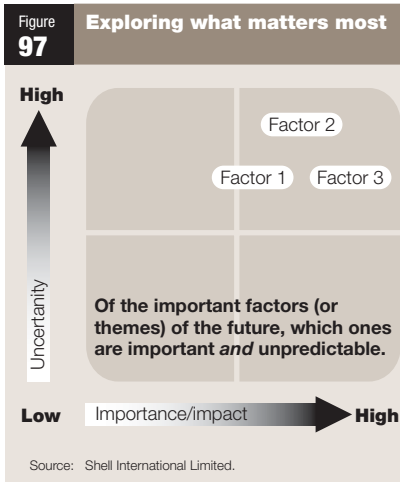 Figure
97
Exploring what matters most
High
Factor 2
Factor 1 Factor 3
Uncertanity
Of the important factors (or
themes) of the future, which ones
are important and unpredictable.
Low Importance/impact High
Source: Shell International Limited.